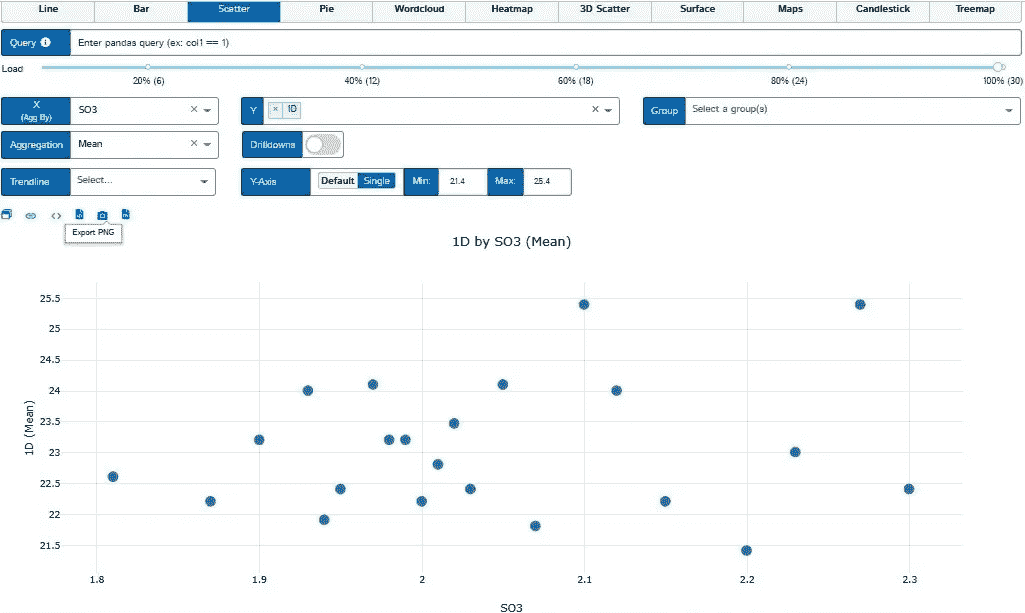 Line Bar Scatter Pie Wordcloud Heatmap 3D Scatter Surface Maps Candlestick Treemap
Query Enter pandas query (ex: col1 == 1)
Load
20% (6) 40% (12) 60% (18) 80% (24) 100% (30)
X
(Agg By)
SO3 × Y × 1D × Group Select a group(s)
Aggregation Mean × Drilldowns
Trendline Select... Y-Axis Default Single Min: 21.4 Max: 25.4
Export PNG
1D by SO3 (Mean)
25.5
25
24.5
24
23.5
23
22.5
22
21.5
1D (Mean)
1.8 1.9 2 2.1 2.2 2.3
SO3